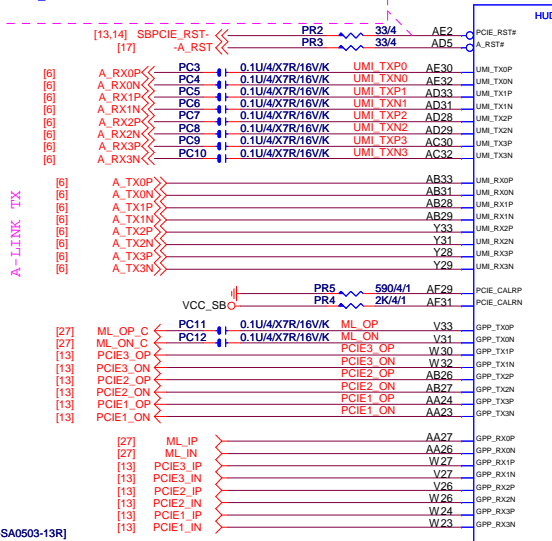 HUD
[13,14] SBPCIE_RST- PR2 33/4 AE2 PCIE_RST#
[17] -A_RST PR3 33/4 AD5 A_RST#
[6] A_RX0P PC3 0.1U/4/X7R/16V/K UMI_TXP0 AE30 UMI_TX0P
[6] A_RX0N PC4 0.1U/4/X7R/16V/K UMI_TXN0 AE32 UMI_TX0N
[6] A_RX1P PC5 0.1U/4/X7R/16V/K UMI_TXP1 AD33 UMI_TX1P
[6] A_RX1N PC6 0.1U/4/X7R/16V/K UMI_TXN1 AD31 UMI_TX1N
[6] A_RX2P PC7 0.1U/4/X7R/16V/K UMI_TXP2 AD28 UMI_TX2P
[6] A_RX2N PC8 0.1U/4/X7R/16V/K UMI_TXN2 AD29 UMI_TX2N
[6] A_RX3P PC9 0.1U/4/X7R/16V/K UMI_TXP3 AC30 UMI_TX3P
[6] A_RX3N PC10 0.1U/4/X7R/16V/K UMI_TXN3 AC32 UMI_TX3N
A-LINK TX
[6] A_TX0P AB33 UMI_RX0P
[6] A_TX0N AB31 UMI_RX0N
[6] A_TX1P AB28 UMI_RX1P
[6] A_TX1N AB29 UMI_RX1N
[6] A_TX2P Y33 UMI_RX2P
[6] A_TX2N Y31 UMI_RX2N
[6] A_TX3P Y28 UMI_RX3P
[6] A_TX3N Y29 UMI_RX3N
PR5 590/4/1 AF29 PCIE_CALRP
VCC_SB PR4 2K/4/1 AF31 PCIE_CALRN
[27] ML_OP_C PC11 0.1U/4/X7R/16V/K ML_OP V33 GPP_TX0P
[27] ML_ON_C PC12 0.1U/4/X7R/16V/K ML_ON V31 GPP_TX0N
[13] PCIE3_OP PCIE3_OP W30 GPP_TX1P
[13] PCIE3_ON PCIE3_ON W32 GPP_TX1N
[13] PCIE2_OP PCIE2_OP AB26 GPP_TX2P
[13] PCIE2_ON PCIE2_ON AB27 GPP_TX2N
[13] PCIE1_OP PCIE1_OP AA24 GPP_TX3P
[13] PCIE1_ON PCIE1_ON AA23 GPP_TX3N
[27] ML_IP AA27 GPP_RX0P
[27] ML_IN AA26 GPP_RX0N
[13] PCIE3_IP W27 GPP_RX1P
[13] PCIE3_IN V27 GPP_RX1N
[13] PCIE2_IP V26 GPP_RX2P
[13] PCIE2_IN W26 GPP_RX2N
[13] PCIE1_IP W24 GPP_RX3P
[13] PCIE1_IN W23 GPP_RX3N
SA0503-13R]